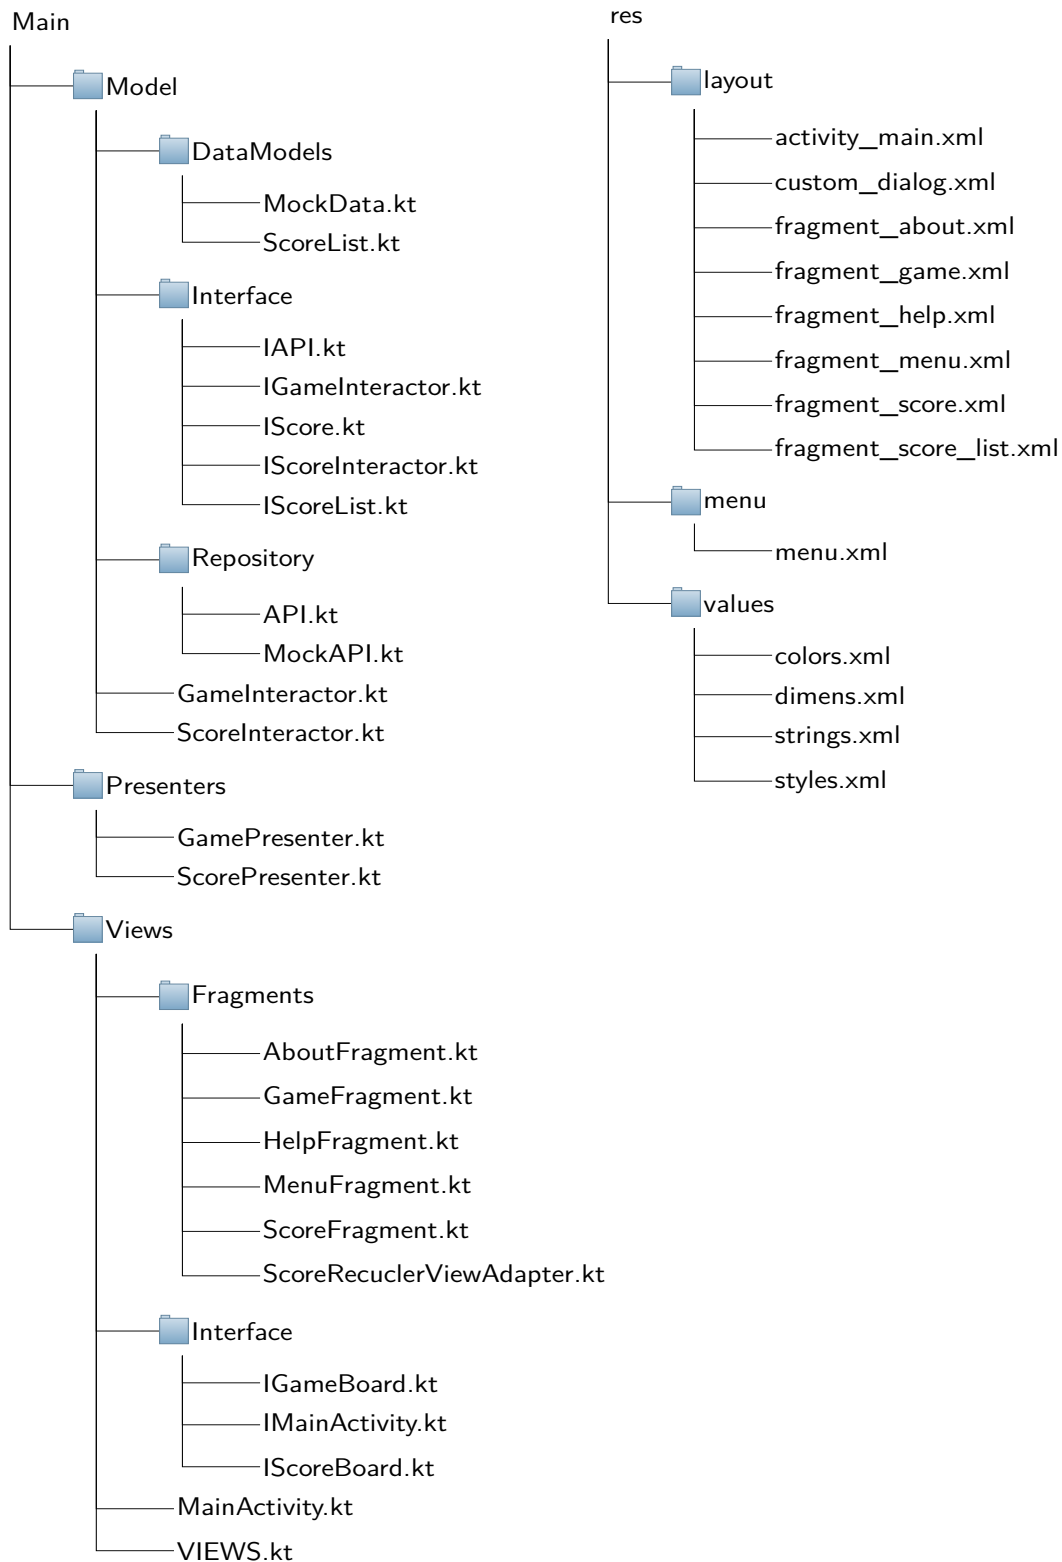 Main
Model
DataModels
MockData.kt
ScoreList.kt
Interface
IAPI.kt
IGameInteractor.kt
IScore.kt
IScoreInteractor.kt
IScoreList.kt
Repository
API.kt
MockAPI.kt
GameInteractor.kt
ScoreInteractor.kt
Presenters
GamePresenter.kt
ScorePresenter.kt
Views
Fragments
AboutFragment.kt
GameFragment.kt
HelpFragment.kt
MenuFragment.kt
ScoreFragment.kt
ScoreRecuclerViewAdapter.kt
Interface
IGameBoard.kt
IMainActivity.kt
IScoreBoard.kt
MainActivity.kt
VIEWS.kt
res
layout
activity_main.xml
custom_dialog.xml
fragment_about.xml
fragment_game.xml
fragment_help.xml
fragment_menu.xml
fragment_score.xml
fragment_score_list.xml
menu
menu.xml
values
colors.xml
dimens.xml
strings.xml
styles.xml